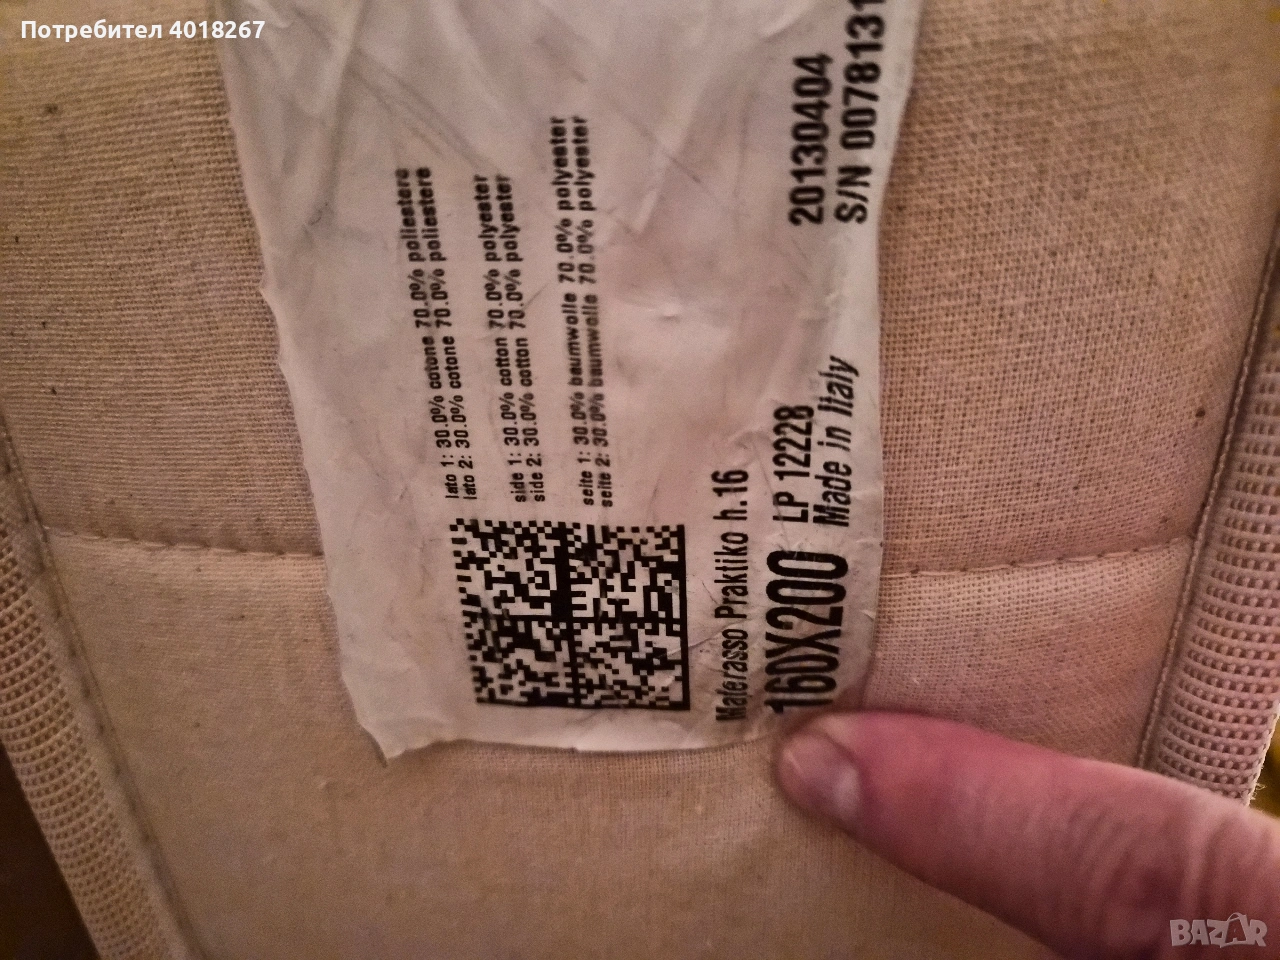 Потребител 4018267
lato 1: 30.0% cotone 70.0% poliestere
lato 2: 30.0% cotone 70.0% poliestere
side 1: 30.0% cotton 70.0% polyester
side 2: 30.0% cotton 70.0% polyester
seite 1: 30.0% baumwolle 70.0% polyester
seite 2: 30.0% baumwolle 70.0% polyester
Materasso Praktiko h.16
160X200 LP 12228 20130404
Made in Italy S/N 0078131
BAZAR